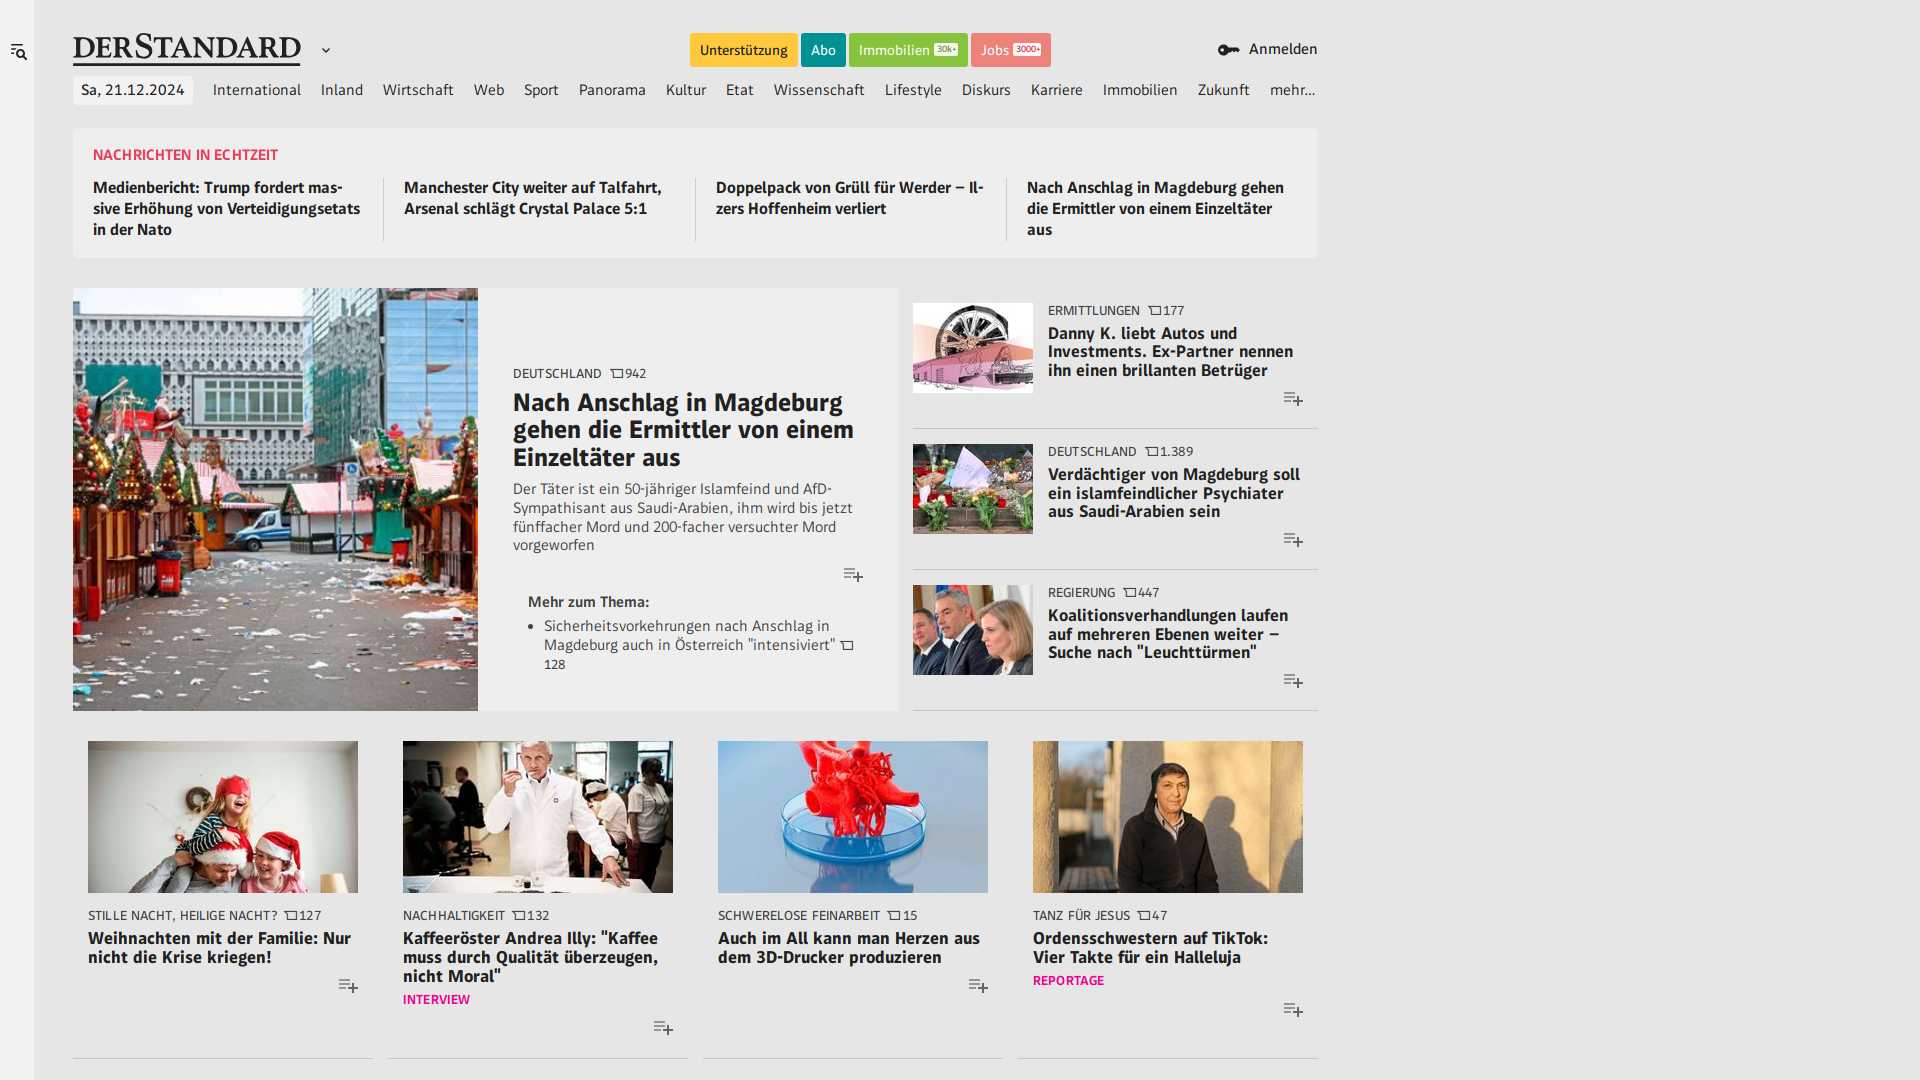 DERSTANDARD
Unterstützung
Abo
Immobilien 30k+
Jobs 3000+
Anmelden
Sa, 21.12.2024
International
Inland
Wirtschaft
Web
Sport
Panorama
Kultur
Etat
Wissenschaft
Lifestyle
Diskurs
Karriere
Immobilien
Zukunft
mehr...
NACHRICHTEN IN ECHTZEIT
Medienbericht: Trump fordert mas-
sive Erhöhung von Verteidigungsetats
in der Nato
Manchester City weiter auf Talfahrt,
Arsenal schlägt Crystal Palace 5:1
Doppelpack von Grüll für Werder – Il-
zers Hoffenheim verliert
Nach Anschlag in Magdeburg gehen
die Ermittler von einem Einzeltäter
aus
DEUTSCHLAND 942
Nach Anschlag in Magdeburg
gehen die Ermittler von einem
Einzeltäter aus
Der Täter ist ein 50-jähriger Islamfeind und AfD-
Sympathisant aus Saudi-Arabien, ihm wird bis jetzt
fünffacher Mord und 200-facher versuchter Mord
vorgeworfen
Mehr zum Thema:
Sicherheitsvorkehrungen nach Anschlag in
Magdeburg auch in Österreich "intensiviert"
128
ERMITTLUNGEN 177
Danny K. liebt Autos und
Investments. Ex-Partner nennen
ihn einen brillanten Betrüger
DEUTSCHLAND 1.389
Verdächtiger von Magdeburg soll
ein islamfeindlicher Psychiater
aus Saudi-Arabien sein
REGIERUNG 447
Koalitionsverhandlungen laufen
auf mehreren Ebenen weiter –
Suche nach "Leuchttürmen"
STILLE NACHT, HEILIGE NACHT? 127
Weihnachten mit der Familie: Nur
nicht die Krise kriegen!
NACHHALTIGKEIT 132
Kaffeeröster Andrea Illy: "Kaffee
muss durch Qualität überzeugen,
nicht Moral"
INTERVIEW
SCHWERELOSE FEINARBEIT 15
Auch im All kann man Herzen aus
dem 3D-Drucker produzieren
TANZ FÜR JESUS 47
Ordensschwestern auf TikTok:
Vier Takte für ein Halleluja
REPORTAGE